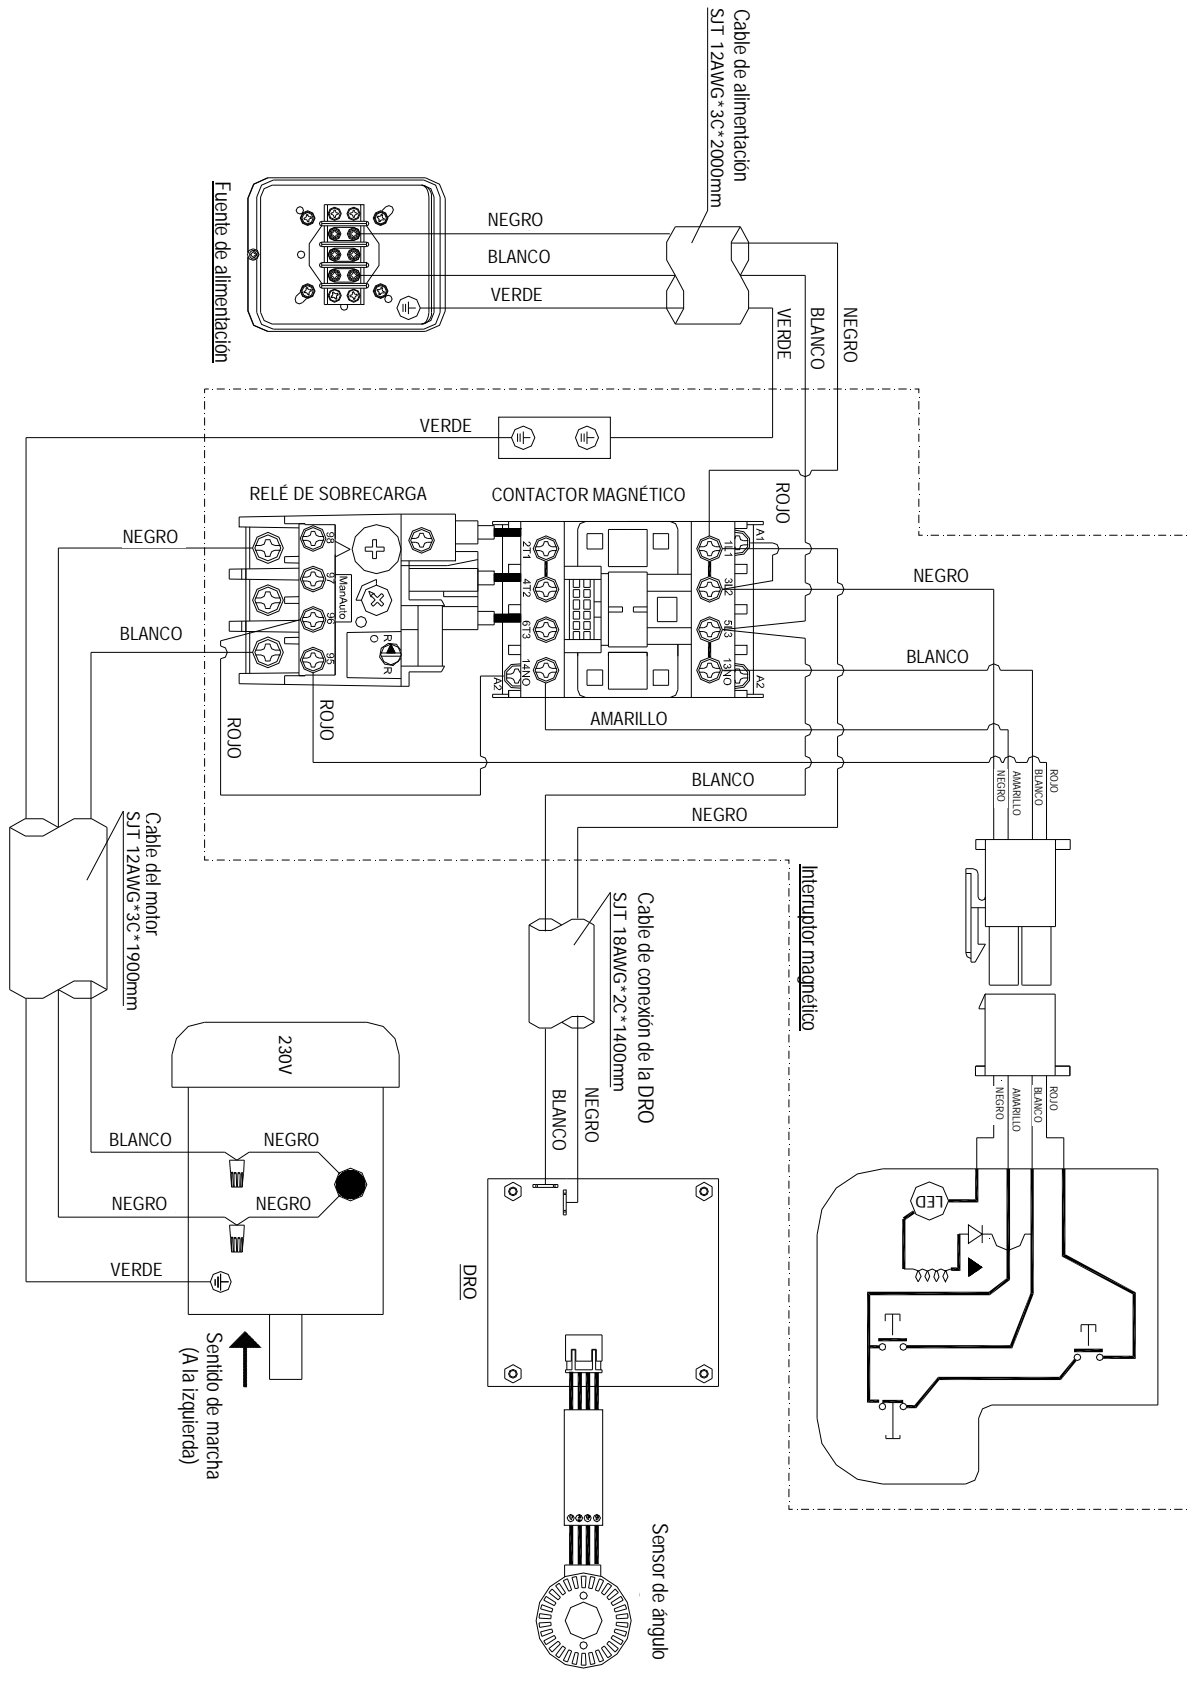 Cable de alimentación
SJT 12AWG*3C*2000mm
Fuente de alimentación
NEGRO
BLANCO
VERDE
VERDE
BLANCO
NEGRO
VERDE
RELÉ DE SOBRECARGA
CONTACTOR MAGNÉTICO
ROJO
NEGRO
BLANCO
98
97
96
95
ManAuto
R
R
2T1
4T2
6T3
14NO
A2
A1
1L1
3L2
5L3
13NO
A2
NEGRO
BLANCO
AMARILLO
ROJO
ROJO
BLANCO
NEGRO
ROJO
BLANCO
AMARILLO
NEGRO
Interruptor magnético
Cable del motor
SJT 12AWG*3C*1900mm
Cable de conexión de la DRO
SJT 18AWG*2C*1400mm
ROJO
BLANCO
AMARILLO
NEGRO
230V
NEGRO
BLANCO
BLANCO
NEGRO
NEGRO
NEGRO
VERDE
LED
DRO
Sentido de marcha
(A la izquierda)
Sensor de ángulo